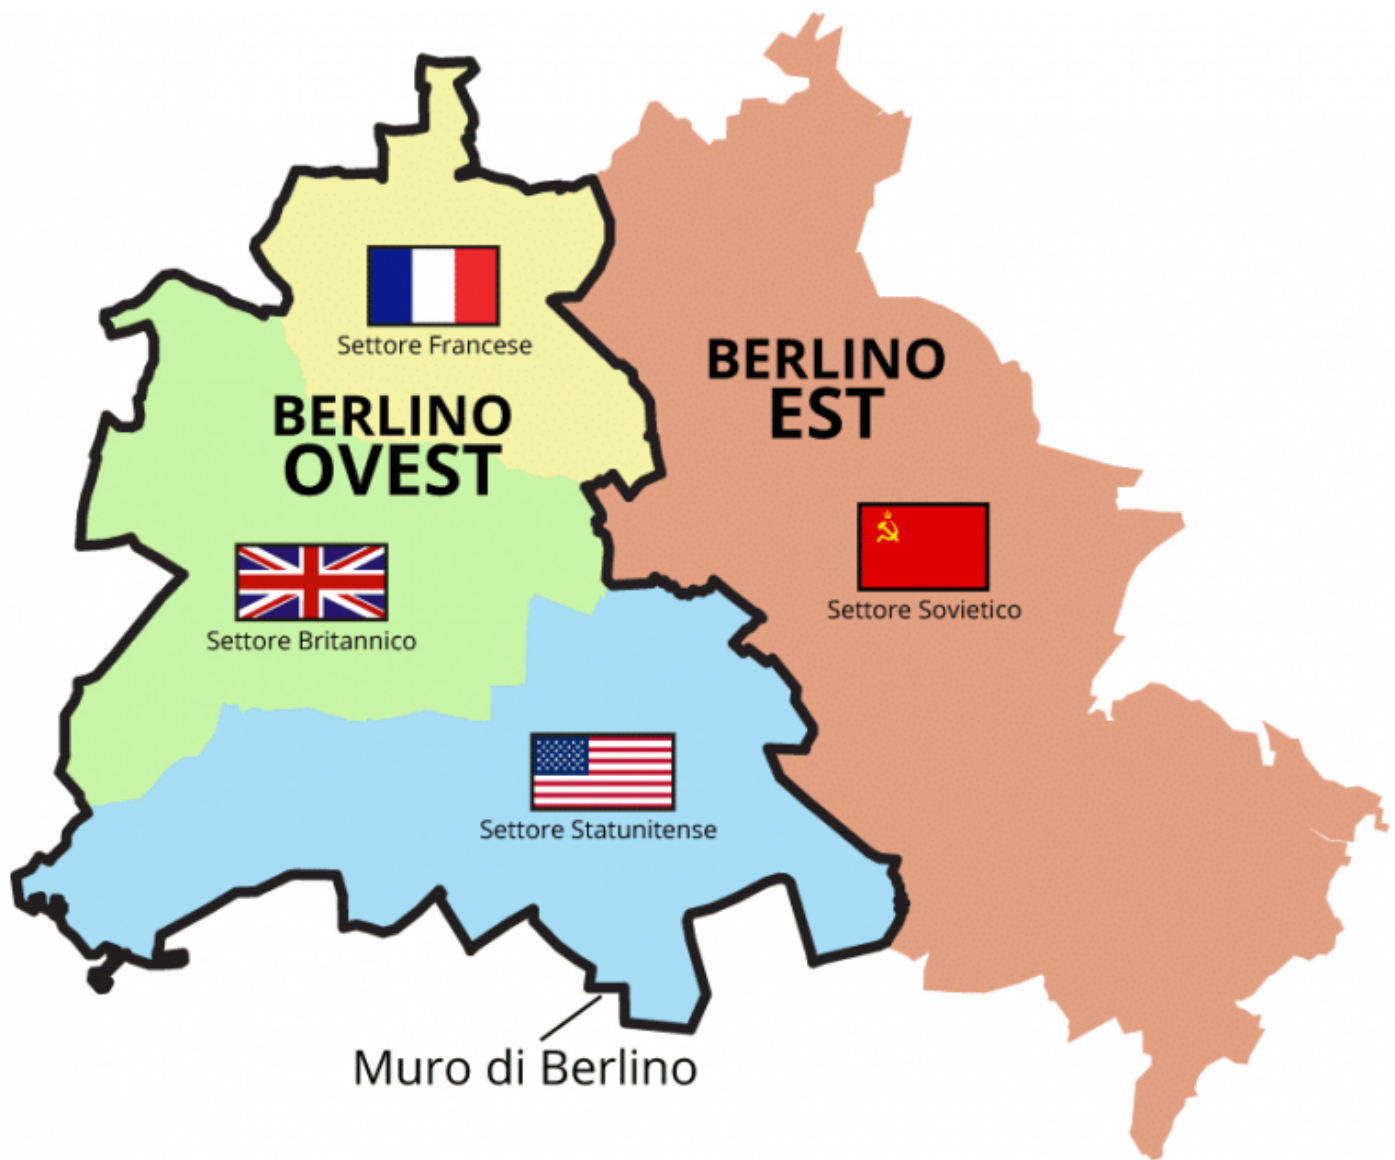 Settore Francese
BERLINO
OVEST
BERLINO
EST
Settore Britannico
Settore Sovietico
Settore Statunitense
Muro di Berlino